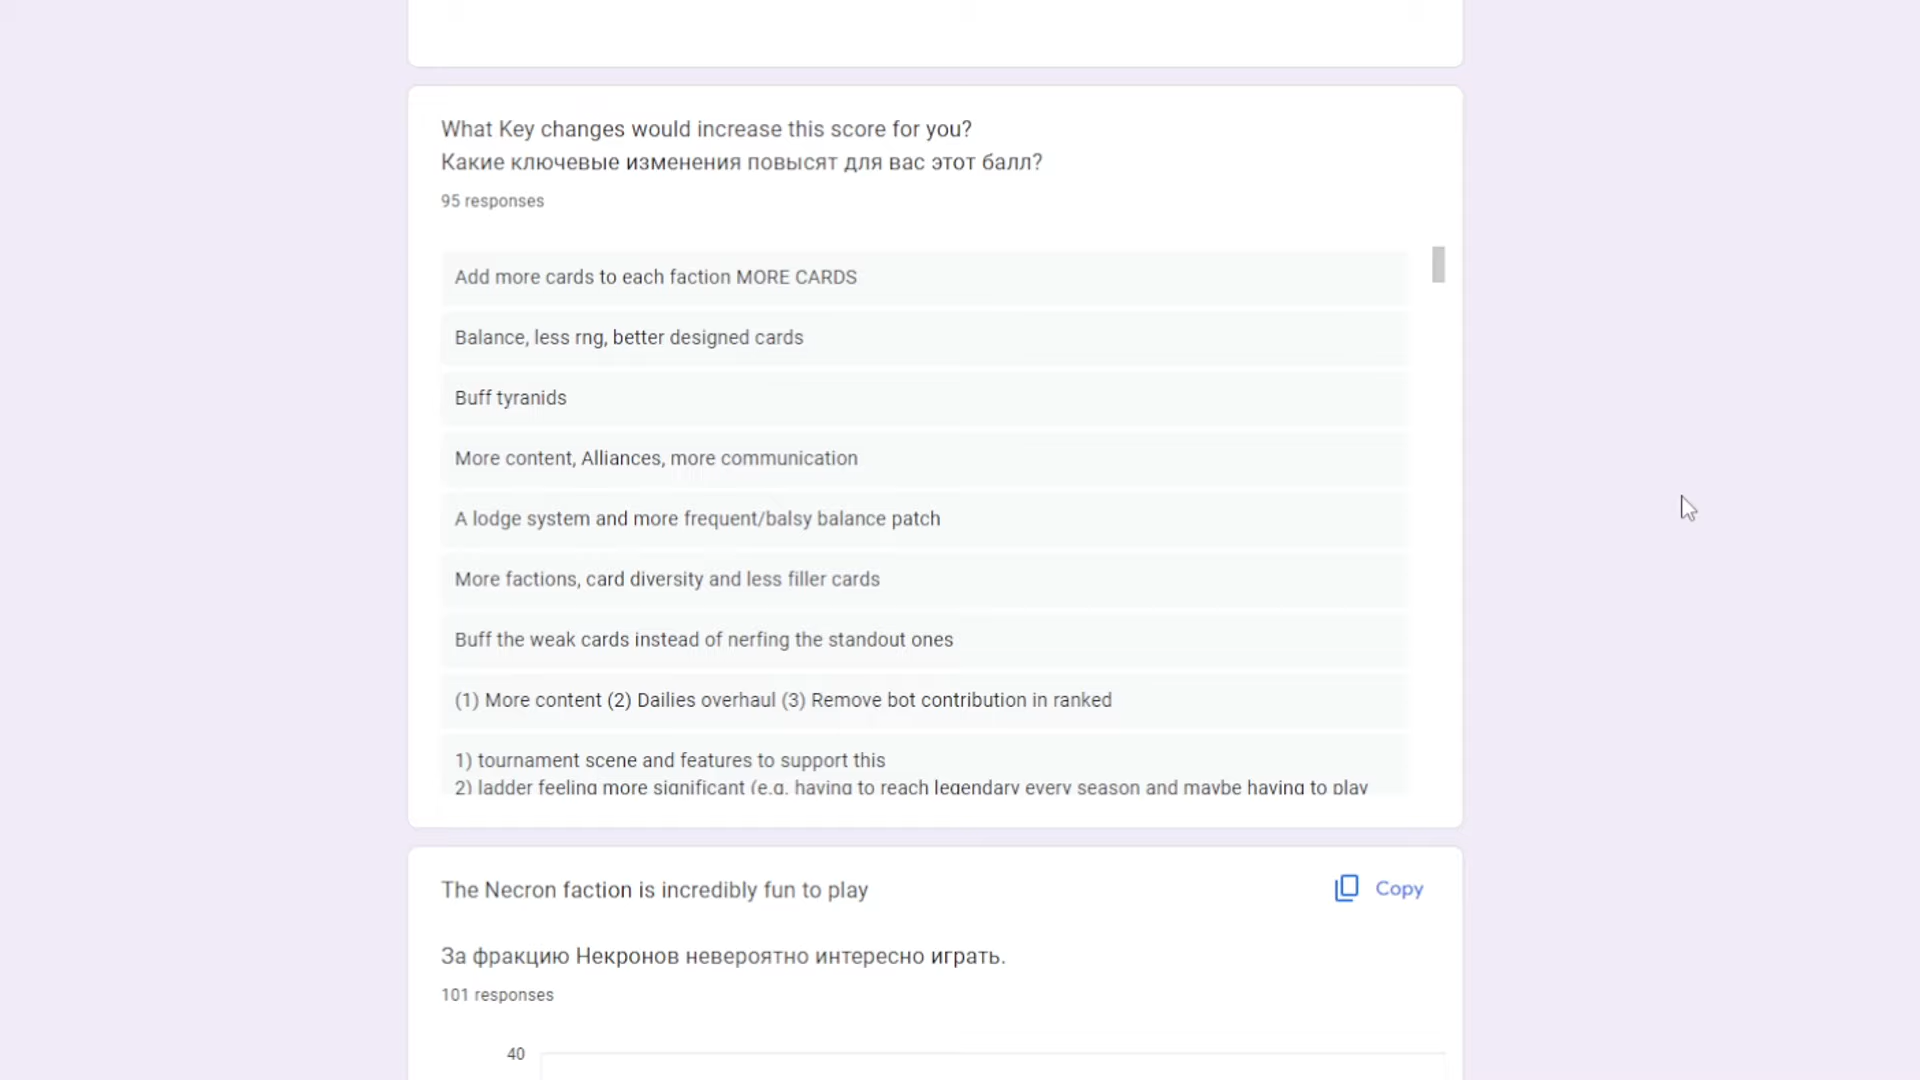 What Key changes would increase this score for you?
Какие ключевые изменения повысят для вас этот балл?
95 responses
Add more cards to each faction MORE CARDS
Balance, less rng, better designed cards
Buff tyranids
More content, Alliances, more communication
A lodge system and more frequent/balsy balance patch
More factions, card diversity and less filler cards
Buff the weak cards instead of nerfing the standout ones
(1) More content (2) Dailies overhaul (3) Remove bot contribution in ranked
1) tournament scene and features to support this
2) ladder feeling more significant (e.g. having to reach legendary every season and maybe having to play
The Necron faction is incredibly fun to play
Copy
За фракцию Некронов невероятно интересно играть.
101 responses
40